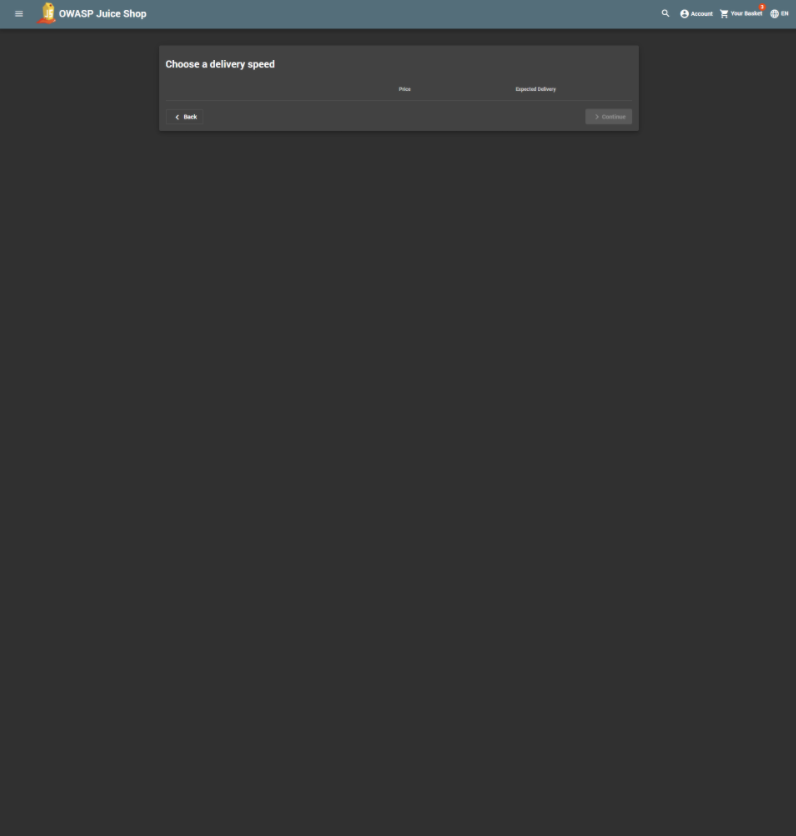 OWASP Juice Shop
Account
Your Basket
3
EN
Choose a delivery speed
Price
Expected Delivery
Back
Continue